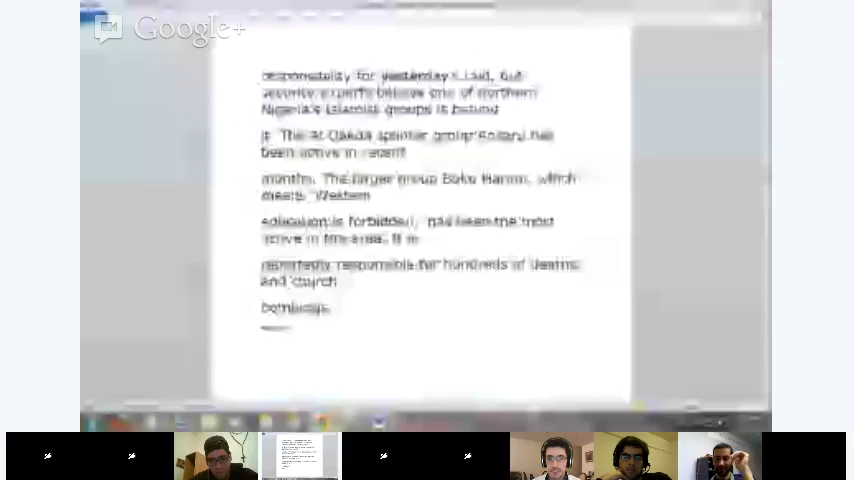 Google+
responsibility for yesterday's raid, but
security experts believe one of northern
Nigeria's Islamist groups is behind
it. The al Qaeda splinter group Ansaru has
been active in recent
months. The larger group Boko Haram, which
means "Western
education is forbidden," has been the most
active in this area. It is
reportedly responsible for hundreds of deaths
and church
bombings.